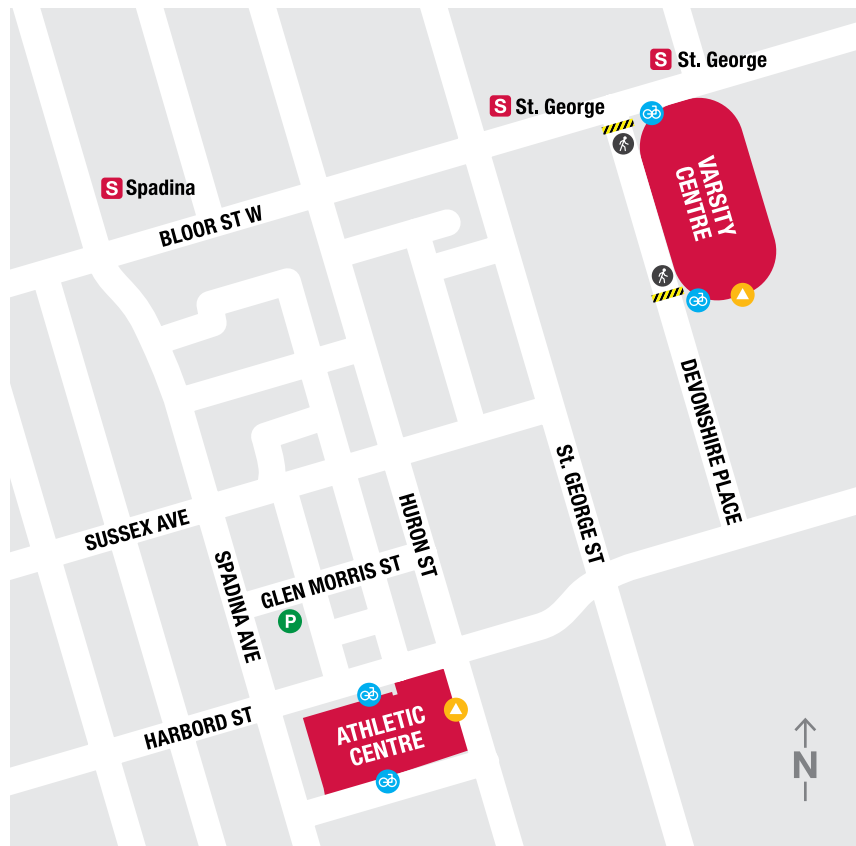 S St. George
S St. George
S Spadina
BLOOR ST W
VARSITY
CENTRE
DEVONSHIRE PLACE
St. GEORGE ST
HURON ST
SUSSEX AVE
SPADINA AVE
GLEN MORRIS ST
P
HARBORD ST
ATHLETIC
CENTRE
N